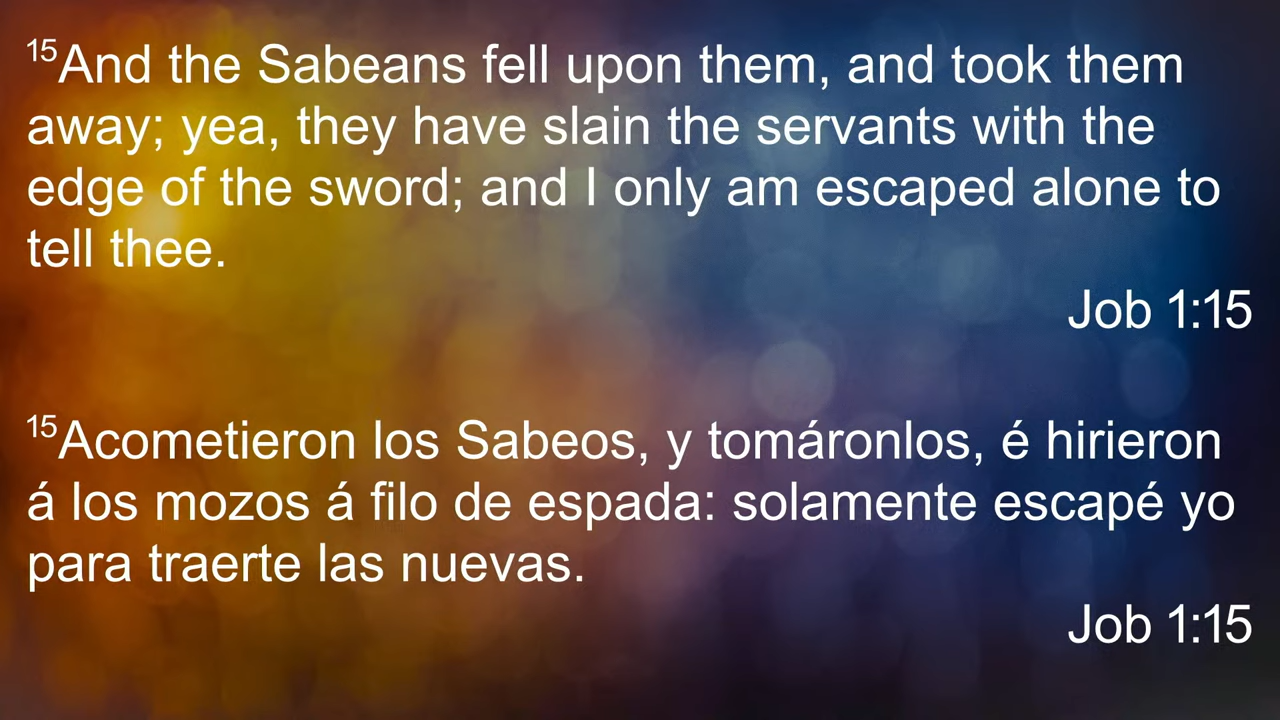 15And the Sabeans fell upon them, and took them
away; yea, they have slain the servants with the
edge of the sword; and I only am escaped alone to
tell thee.
Job 1:15
15Acometieron los Sabeos, y tomáronlos, é hirieron
á los mozos á filo de espada: solamente escapé yo
para traerte las nuevas.
Job 1:15